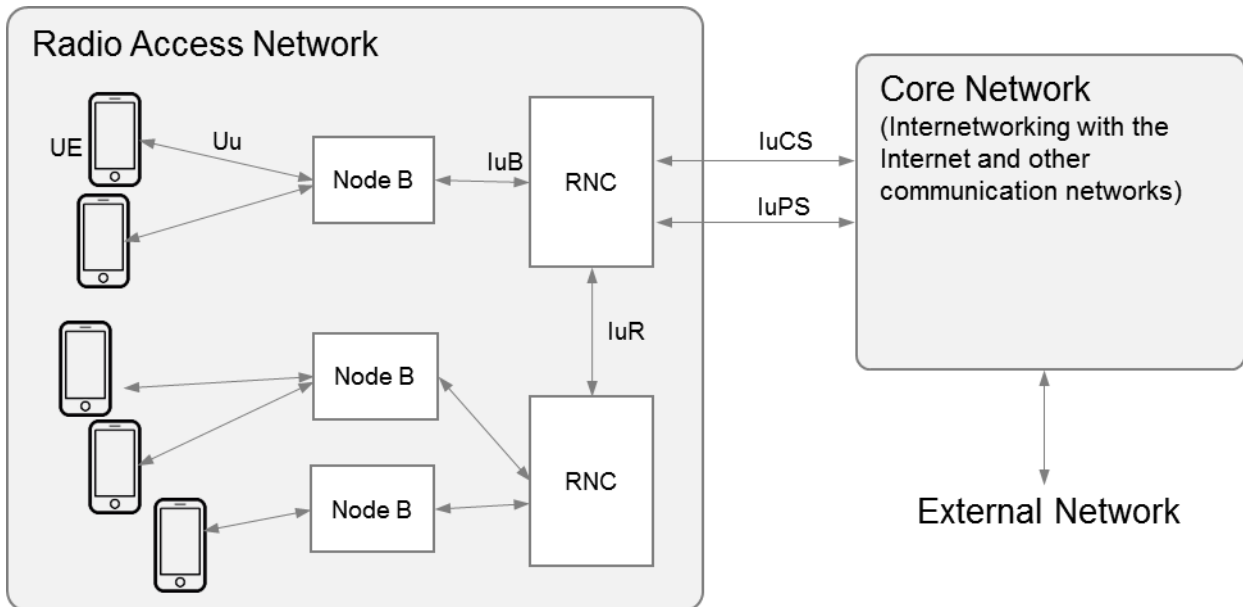 Radio Access Network
UE
Uu
Node B
IuB
RNC
IuCS
IuPS
Core Network
(Internetworking with the
Internet and other
communication networks)
IuR
Node B
Node B
RNC
External Network